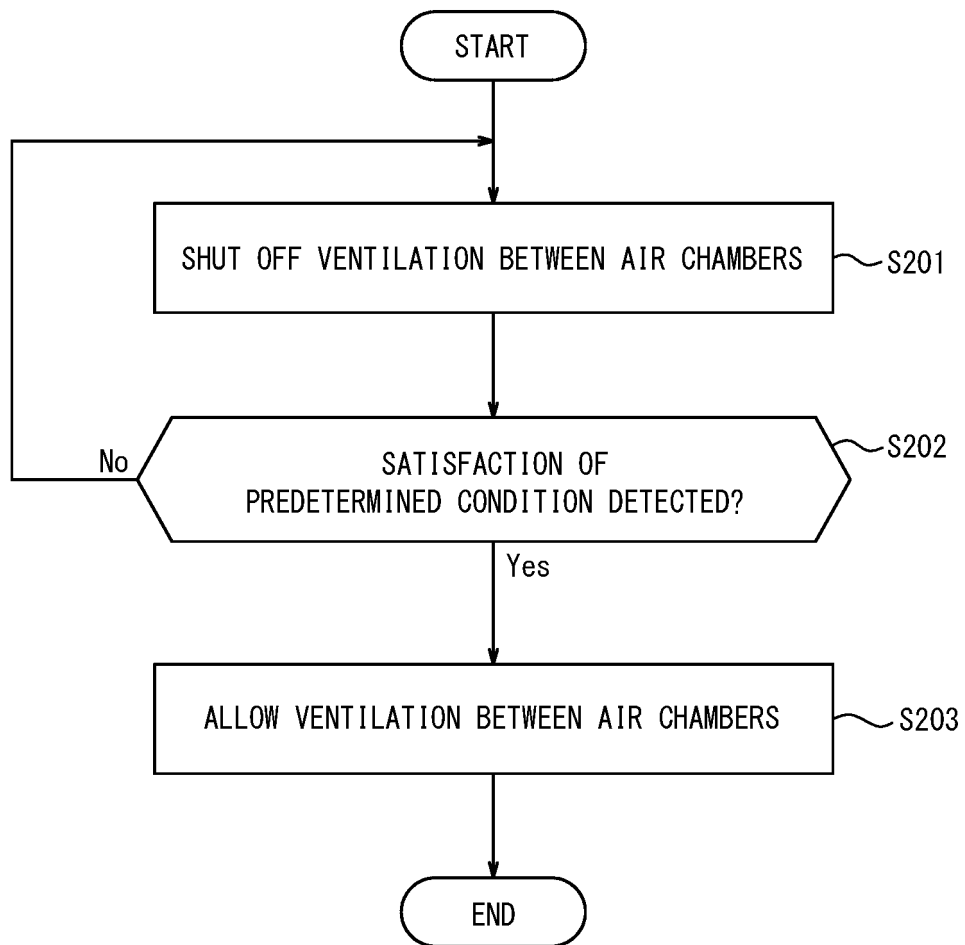 START
SHUT OFF VENTILATION BETWEEN AIR CHAMBERS
S201
SATISFACTION OF
PREDETERMINED CONDITION DETECTED?
S202
No
Yes
ALLOW VENTILATION BETWEEN AIR CHAMBERS
S203
END